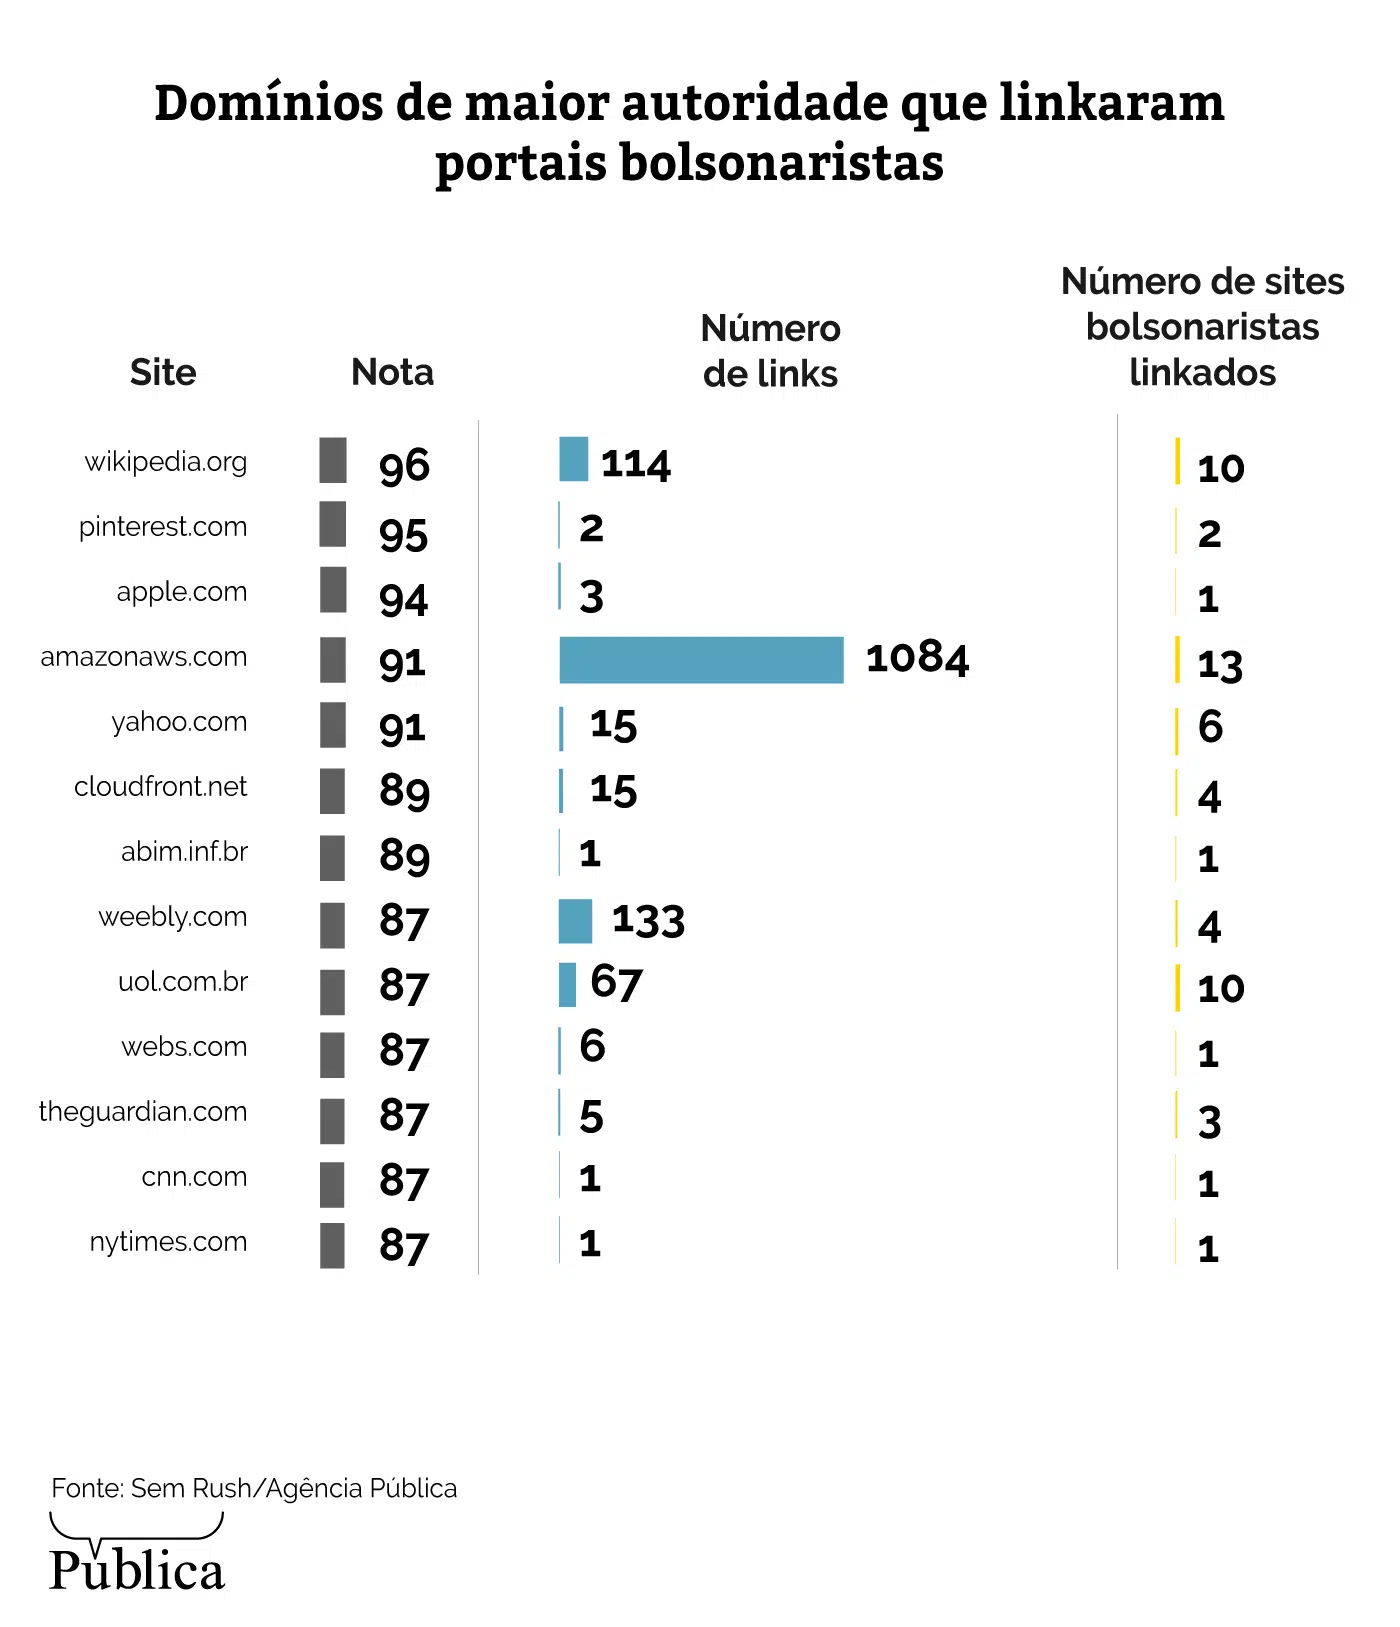 Domínios de maior autoridade que linkaram
portais bolsonaristas
Site Nota Número de links Número de sites bolsonaristas linkados
wikipedia.org 96 114 10
pinterest.com 95 2 2
apple.com 94 3 1
amazonaws.com 91 1084 13
yahoo.com 91 15 6
cloudfront.net 89 15 4
abim.inf.br 89 1 1
weebly.com 87 133 4
uol.com.br 87 67 10
webs.com 87 6 1
theguardian.com 87 5 3
cnn.com 87 1 1
nytimes.com 87 1 1
Fonte: Sem Rush/Agência Pública
Pública